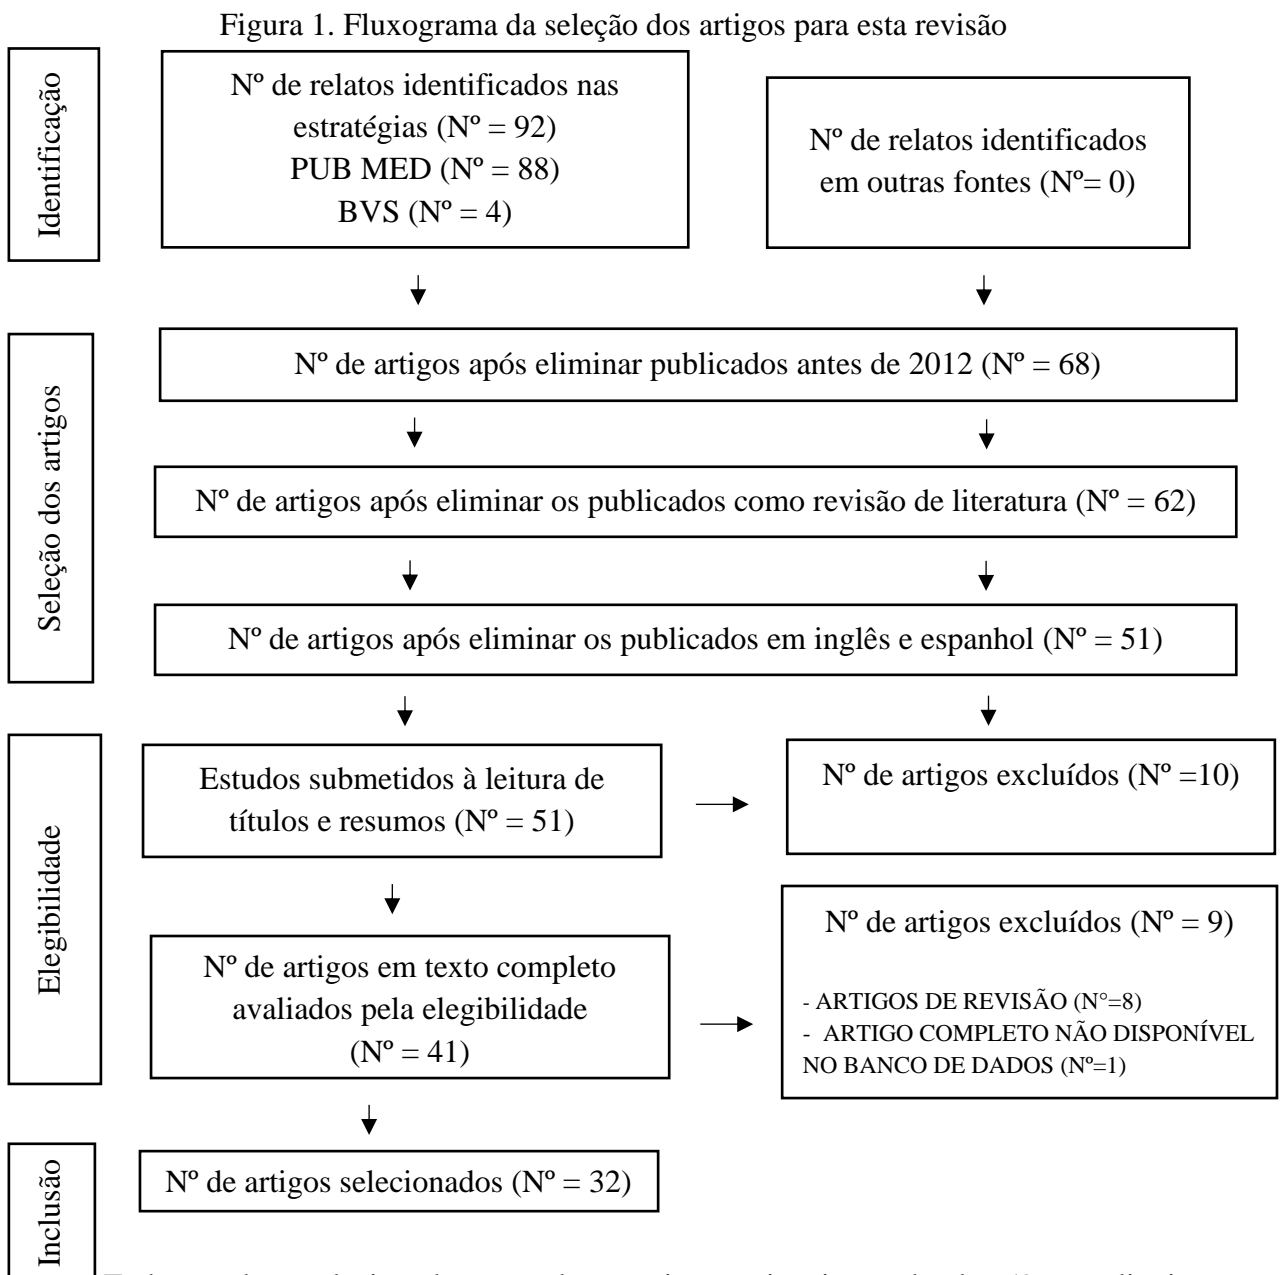 Figura 1. Fluxograma da seleção dos artigos para esta revisão
Identificação
Nº de relatos identificados nas
estratégias (Nº = 92)
PUB MED (Nº = 88)
BVS (Nº = 4)
Nº de relatos identificados
em outras fontes (Nº= 0)
Seleção dos artigos
Nº de artigos após eliminar publicados antes de 2012 (Nº = 68)
Nº de artigos após eliminar os publicados como revisão de literatura (Nº = 62)
Nº de artigos após eliminar os publicados em inglês e espanhol (Nº = 51)
Elegibilidade
Estudos submetidos à leitura de
títulos e resumos (Nº = 51)
Nº de artigos excluídos (Nº =10)
Nº de artigos em texto completo
avaliados pela elegibilidade
(Nº = 41)
Nº de artigos excluídos (Nº = 9)
- ARTIGOS DE REVISÃO (N°=8)
- ARTIGO COMPLETO NÃO DISPONÍVEL
NO BANCO DE DADOS (Nº=1)
Inclusão
Nº de artigos selecionados (Nº = 32)